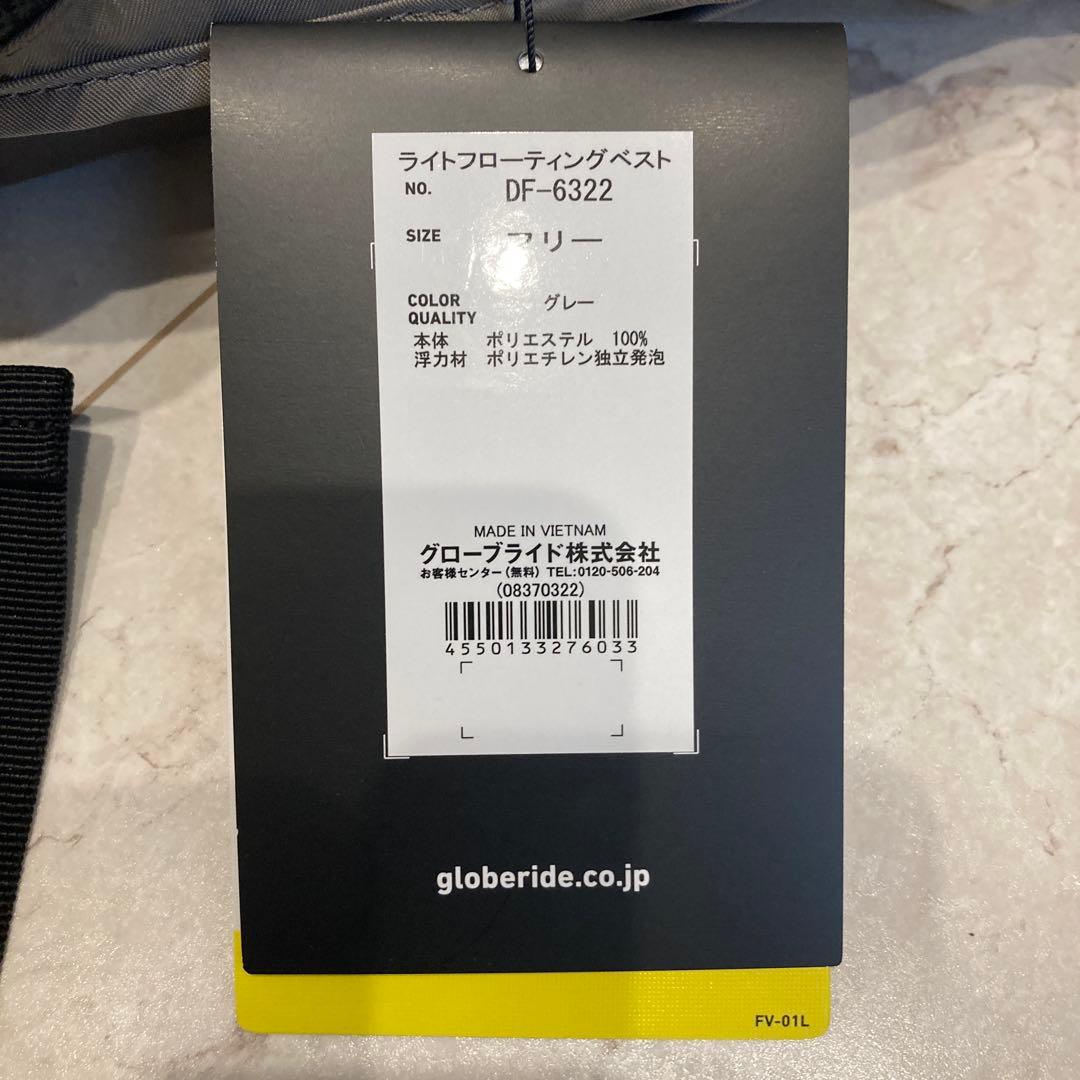 ライトフローティングベスト
NO. DF-6322
SIZE フリー
COLOR グレー
QUALITY
本体 ポリエステル 100%
浮力材 ポリエチレン独立発泡
MADE IN VIETNAM
グローブライド株式会社
お客様センター(無料) TEL:0120-506-204
(08370322)
4550133276033
globeride.co.jp
FV-01L